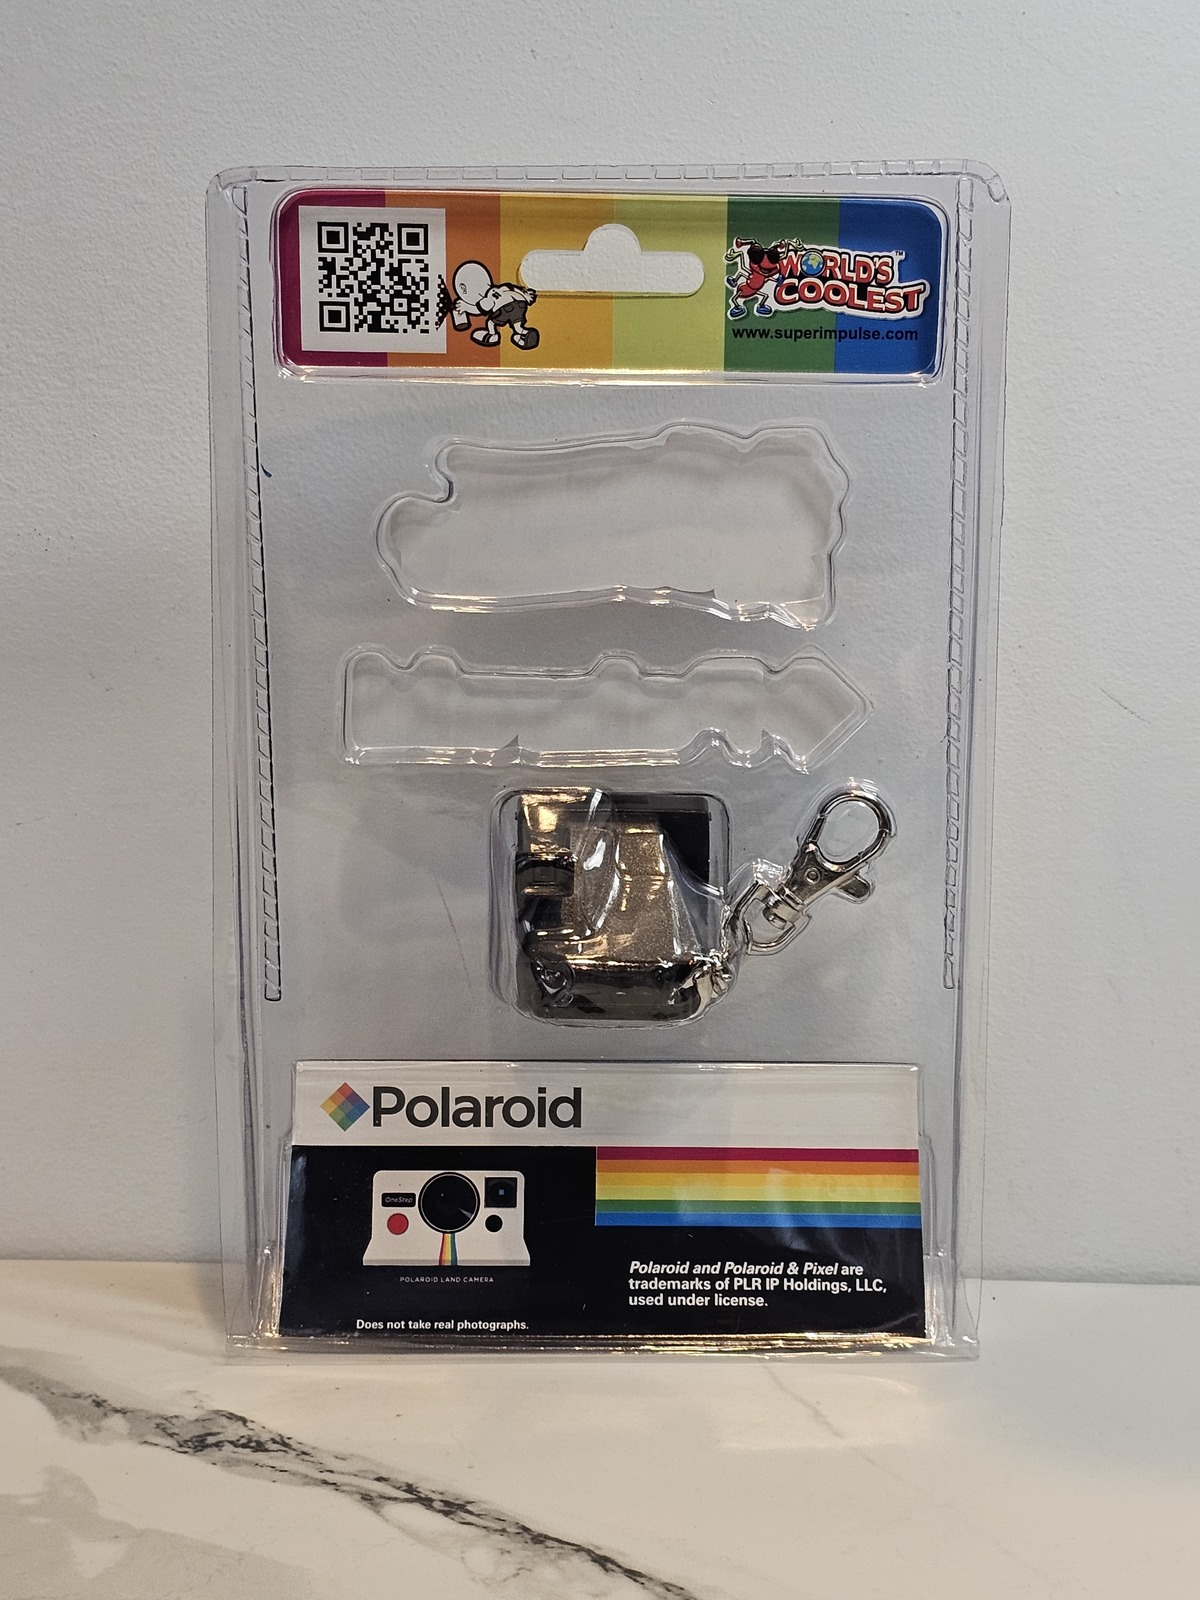 WORLD'S™
COOLEST
www.superimpulse.com
Polaroid
OneStep
POLAROID LAND CAMERA
Does not take real photographs.
Polaroid and Polaroid & Pixel are
trademarks of PLR IP Holdings, LLC,
used under license.